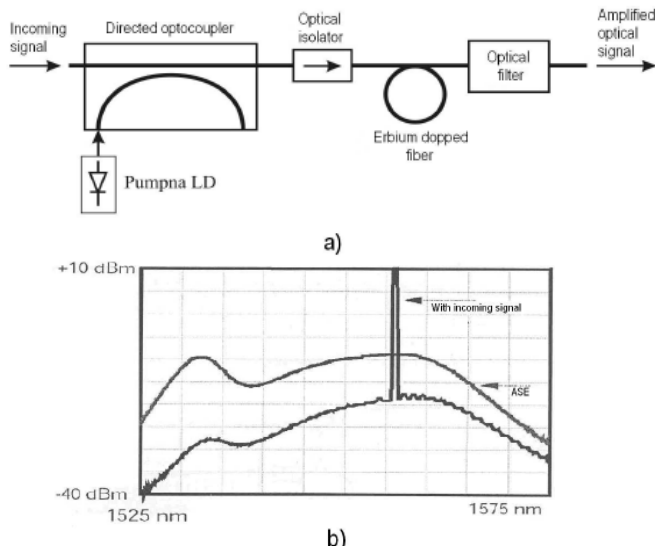 Incoming
signal
Directed optocoupler
Optical
isolator
Amplified
optical
signal
Optical
filter
Erbium dopped
fiber
Pumpna LD
a)
+10 dBm
With incoming signal
ASE
-40 dBm
1525 nm
1575 nm
b)